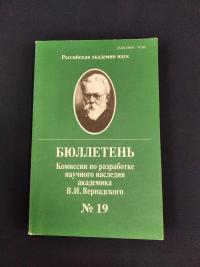 Российская академия наук
БЮЛЛЕТЕНЬ
Комиссии по разработке
научного наследия
академика
В.И. Вернадского
№ 19